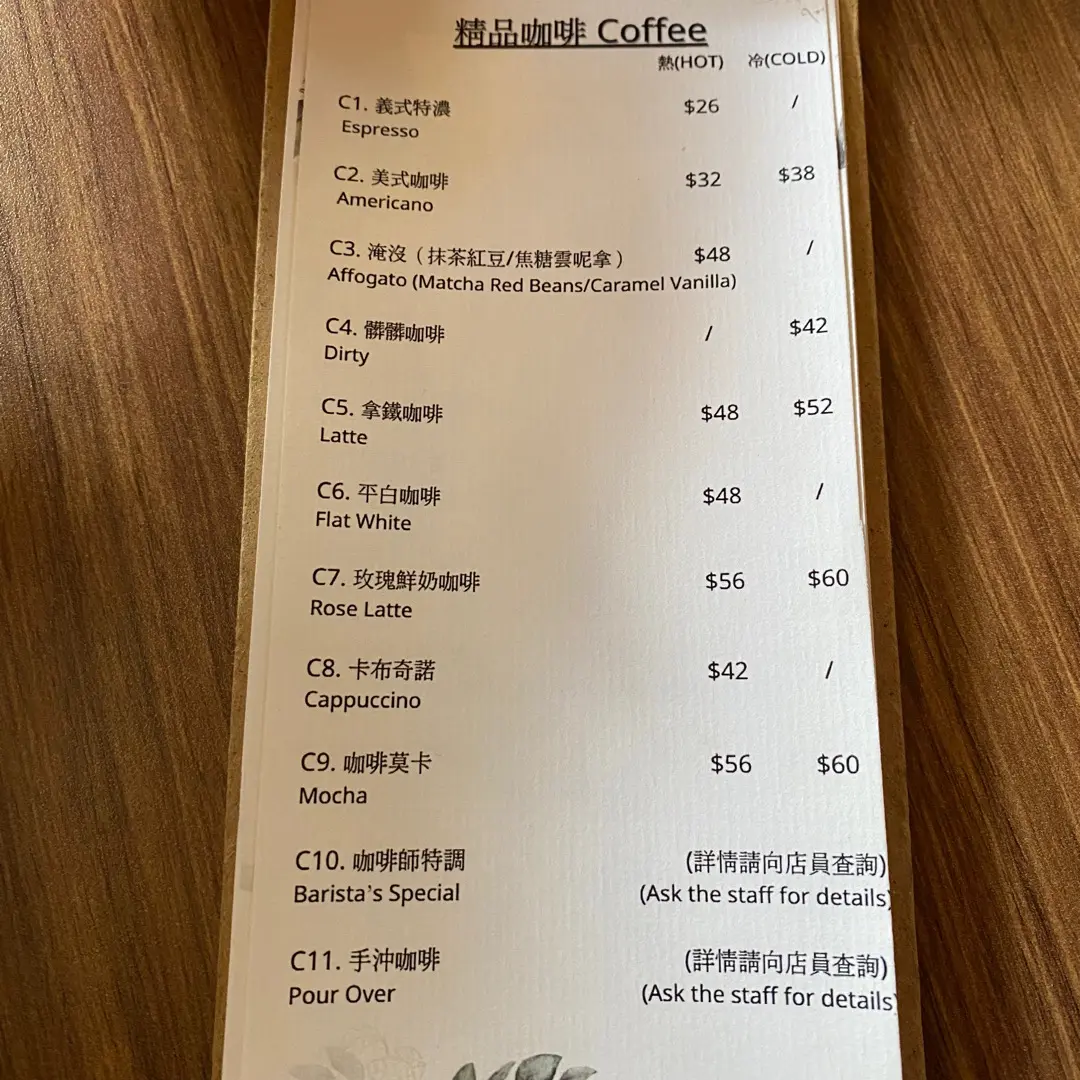 精品咖啡 Coffee
熱(HOT) 冷(COLD)
C1. 義式特濃 $26 /
Espresso
C2. 美式咖啡 $32 $38
Americano
C3. 淹沒（抹茶紅豆/焦糖雲呢拿） $48 /
Affogato (Matcha Red Beans/Caramel Vanilla)
C4. 髒髒咖啡 / $42
Dirty
C5. 拿鐵咖啡 $48 $52
Latte
C6. 平白咖啡 $48 /
Flat White
C7. 玫瑰鮮奶咖啡 $56 $60
Rose Latte
C8. 卡布奇諾 $42 /
Cappuccino
C9. 咖啡莫卡 $56 $60
Mocha
C10. 咖啡師特調 (詳情請向店員查詢)
Barista's Special (Ask the staff for details)
C11. 手沖咖啡 (詳情請向店員查詢)
Pour Over (Ask the staff for details)